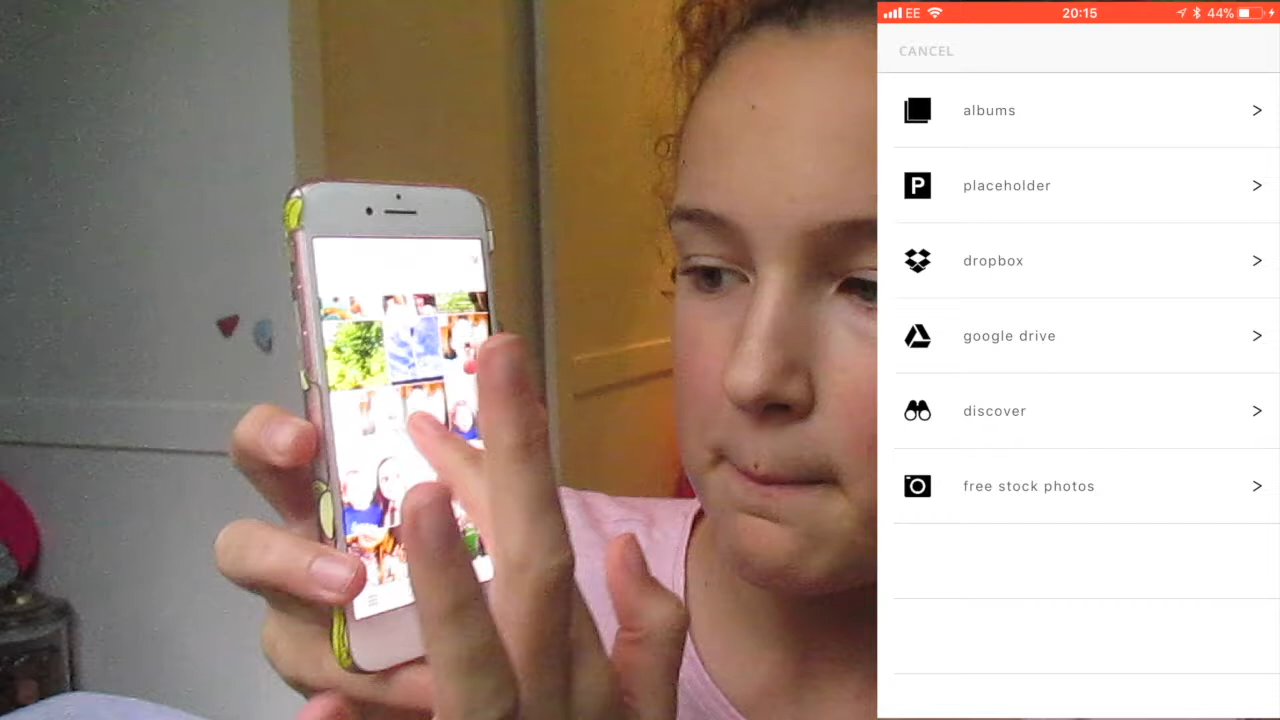 EE 20:15 44%
CANCEL
albums
P placeholder
dropbox
google drive
discover
free stock photos